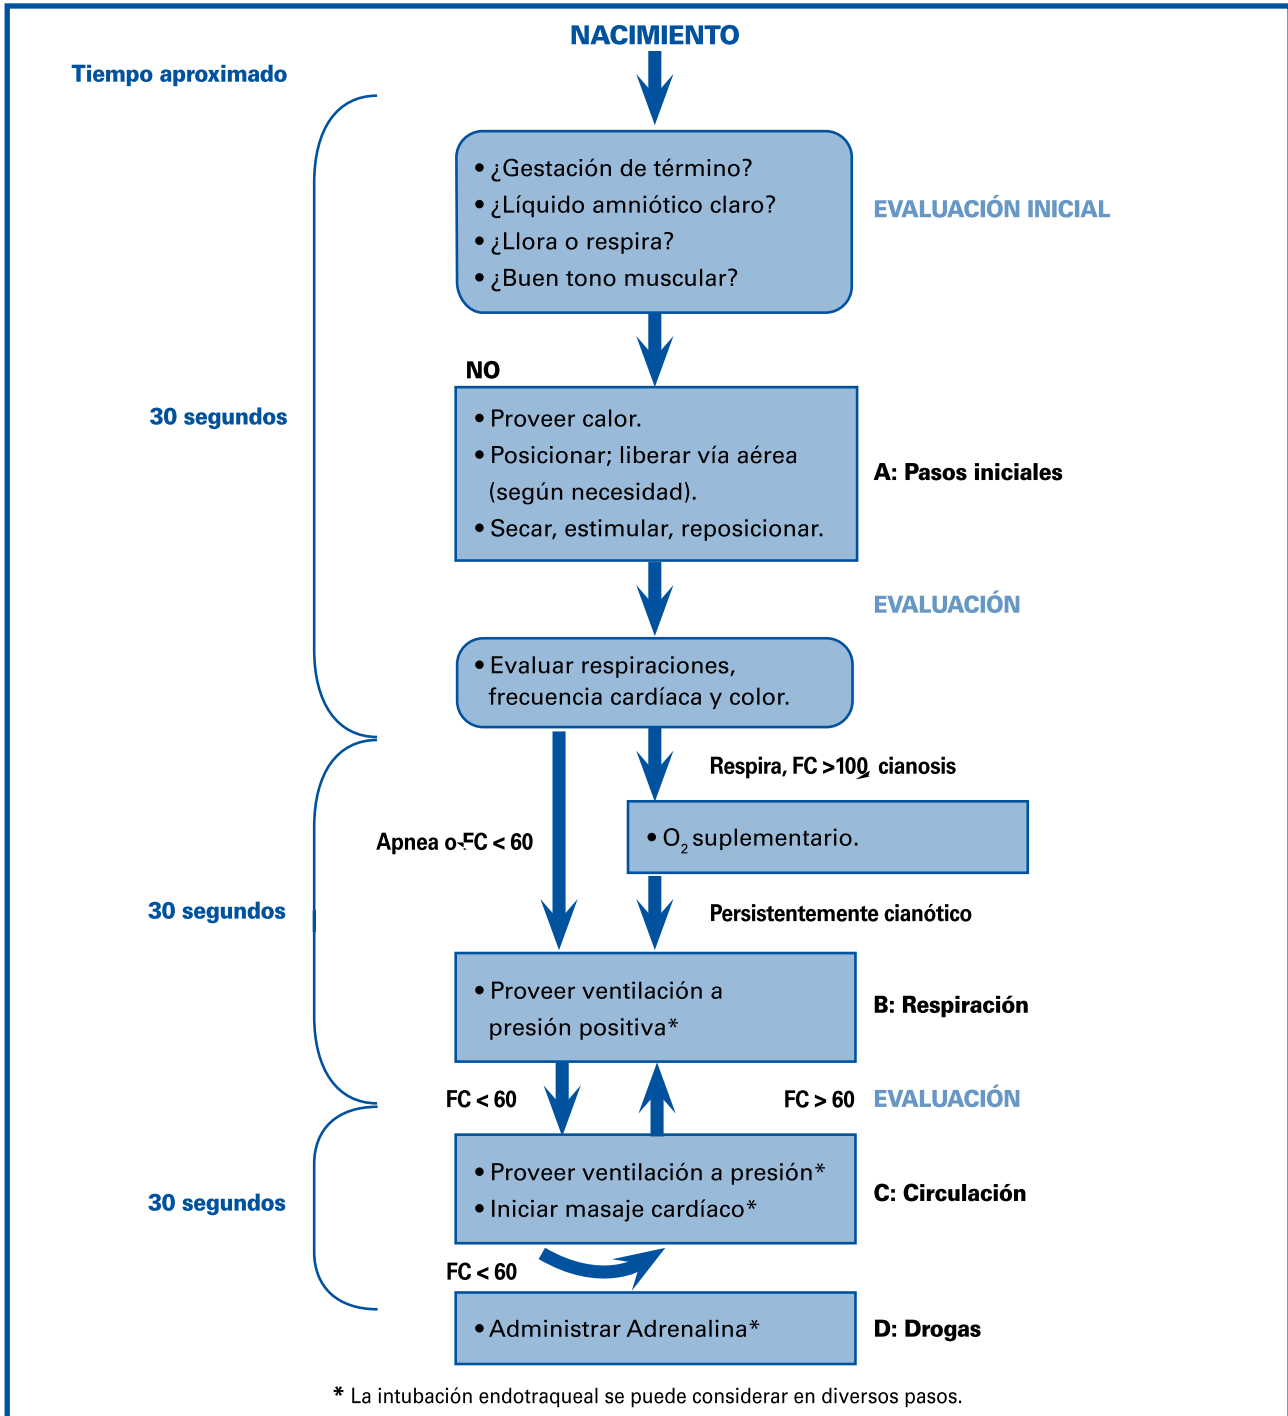 NACIMIENTO
Tiempo aproximado
• ¿Gestación de término?
• ¿Líquido amniótico claro?
• ¿Llora o respira?
• ¿Buen tono muscular?
EVALUACIÓN INICIAL
NO
30 segundos
• Proveer calor.
• Posicionar; liberar vía aérea
(según necesidad).
• Secar, estimular, reposicionar.
A: Pasos iniciales
EVALUACIÓN
• Evaluar respiraciones,
frecuencia cardíaca y color.
Respira, FC >100, cianosis
Apnea o FC < 60
• O₂ suplementario.
30 segundos
Persistentemente cianótico
• Proveer ventilación a
presión positiva*
B: Respiración
FC < 60
FC > 60
EVALUACIÓN
30 segundos
• Proveer ventilación a presión*
• Iniciar masaje cardíaco*
C: Circulación
FC < 60
• Administrar Adrenalina*
D: Drogas
* La intubación endotraqueal se puede considerar en diversos pasos.